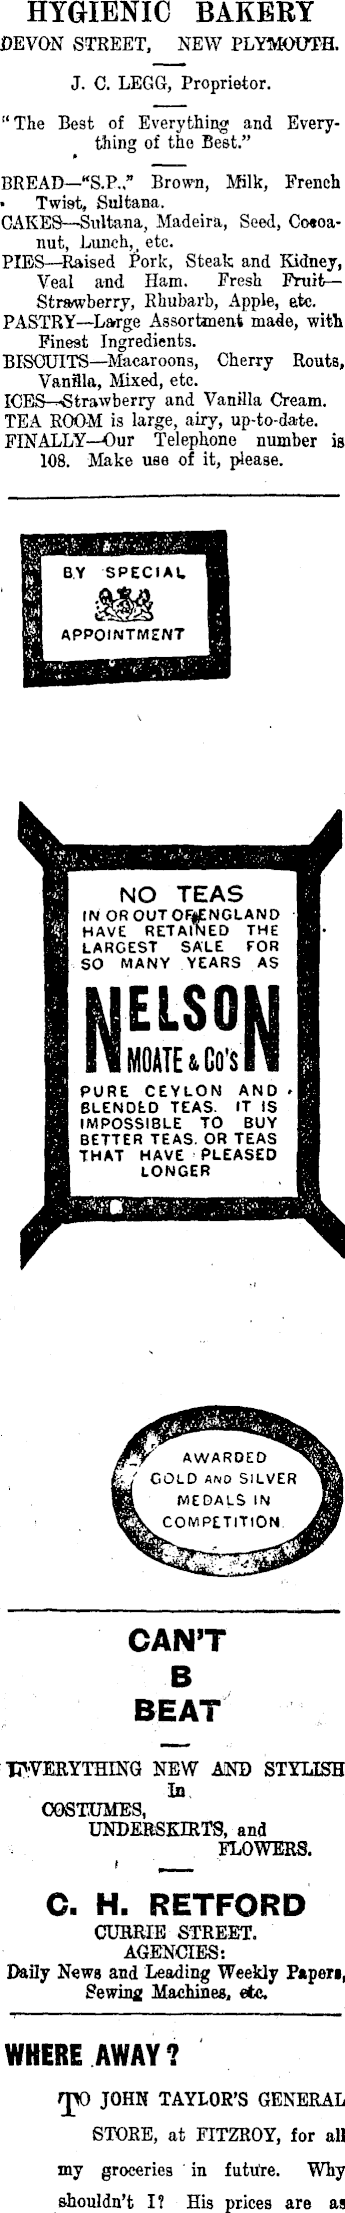 HYGIENIC BAKERY
DEVON STREET, NEW PLYMOUTH.
J. C. LEGG, Proprietor.
"The Best of Everything and Every-
thing of the Best."
BREAD—"S.P.," Brown, Milk, French
Twist, Sultana.
CAKES—Sultana, Madeira, Seed, Cocoa-
nut, Lunch, etc.
PIES—Raised Pork, Steak and Kidney,
Veal and Ham. Fresh Fruit—
Strawberry, Rhubarb, Apple, etc.
PASTRY—Large Assortment made, with
Finest Ingredients.
BISCUITS—Macaroons, Cherry Routs,
Vanilla, Mixed, etc.
ICES—Strawberry and Vanilla Cream.
TEA ROOM is large, airy, up-to-date.
FINALLY—Our Telephone number is
108. Make use of it, please.
BY SPECIAL
APPOINTMENT
NO TEAS
IN OR OUT OF ENGLAND
HAVE RETAINED THE
LARGEST SALE FOR
SO MANY YEARS AS
NELSON
MOATE & Co's
PURE CEYLON AND
BLENDED TEAS. IT IS
IMPOSSIBLE TO BUY
BETTER TEAS. OR TEAS
THAT HAVE PLEASED
LONGER
AWARDED
GOLD AND SILVER
MEDALS IN
COMPETITION.
CAN'T
B
BEAT
EVERYTHING NEW AND STYLISH
In
COSTUMES,
UNDERSKIRTS, and
FLOWERS.
C. H. RETFORD
CURRIE STREET.
AGENCIES:
Daily News and Leading Weekly Papers,
Sewing Machines, etc.
WHERE AWAY?
TO JOHN TAYLOR'S GENERAL
STORE, at FITZROY, for all
my groceries in future. Why
shouldn't I? His prices are as